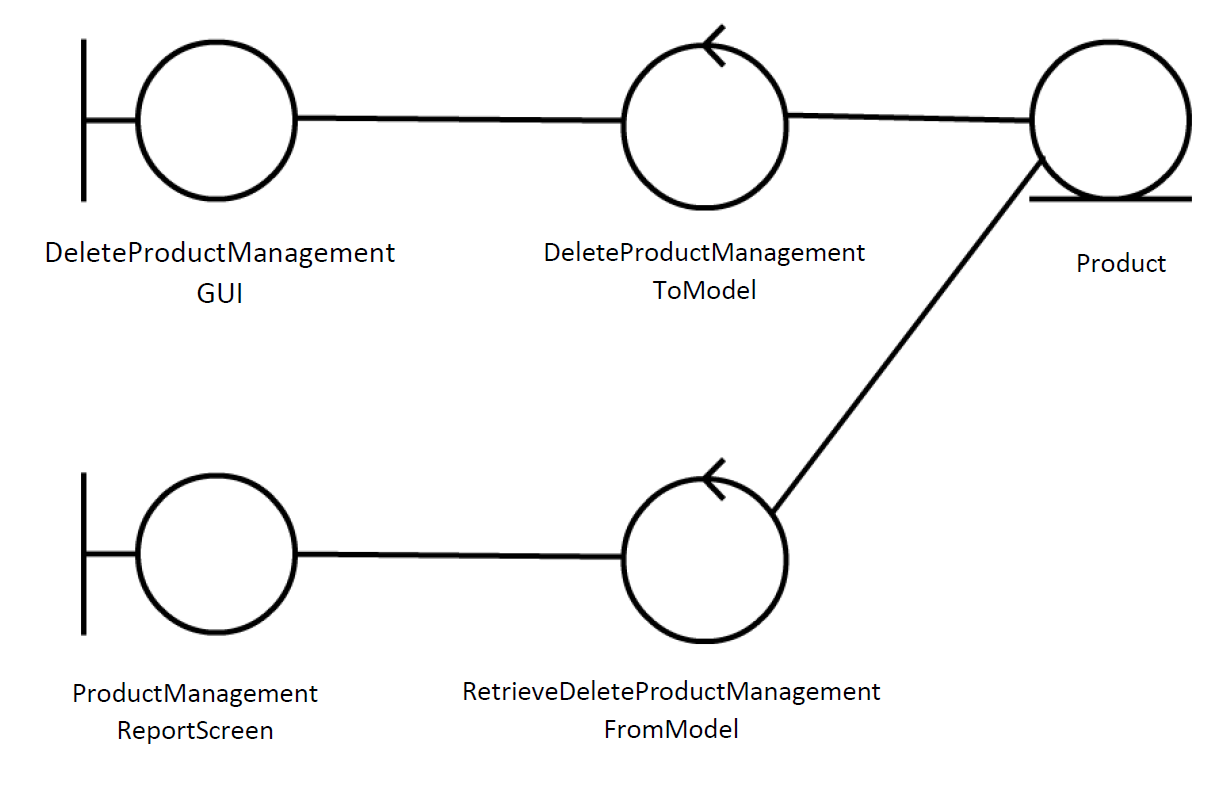 DeleteProductManagement
GUI
DeleteProductManagement
ToModel
Product
ProductManagement
ReportScreen
RetrieveDeleteProductManagement
FromModel